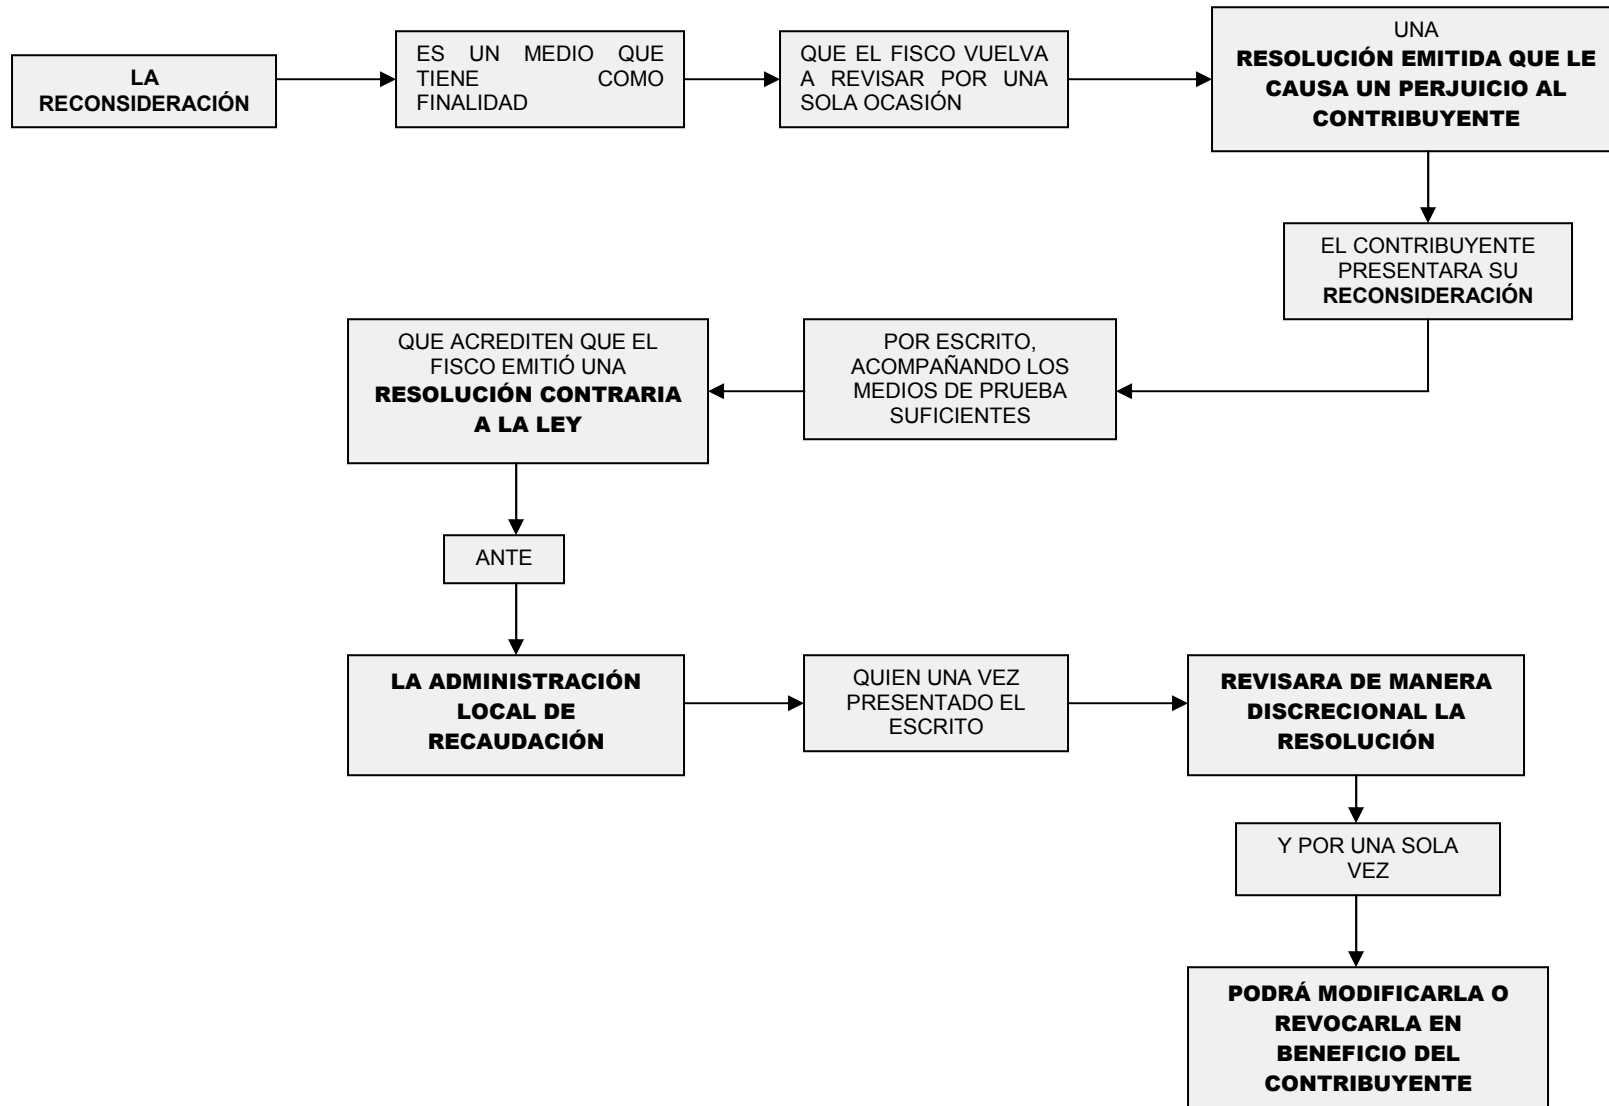 LA
RECONSIDERACIÓN
ES UN MEDIO QUE
TIENE COMO
FINALIDAD
QUE EL FISCO VUELVA
A REVISAR POR UNA
SOLA OCASIÓN
UNA
RESOLUCIÓN EMITIDA QUE LE
CAUSA UN PERJUICIO AL
CONTRIBUYENTE
EL CONTRIBUYENTE
PRESENTARA SU
RECONSIDERACIÓN
POR ESCRITO,
ACOMPAÑANDO LOS
MEDIOS DE PRUEBA
SUFICIENTES
QUE ACREDITEN QUE EL
FISCO EMITIÓ UNA
RESOLUCIÓN CONTRARIA
A LA LEY
ANTE
LA ADMINISTRACIÓN
LOCAL DE
RECAUDACIÓN
QUIEN UNA VEZ
PRESENTADO EL
ESCRITO
REVISARA DE MANERA
DISCRECIONAL LA
RESOLUCIÓN
Y POR UNA SOLA
VEZ
PODRÁ MODIFICARLA O
REVOCARLA EN
BENEFICIO DEL
CONTRIBUYENTE